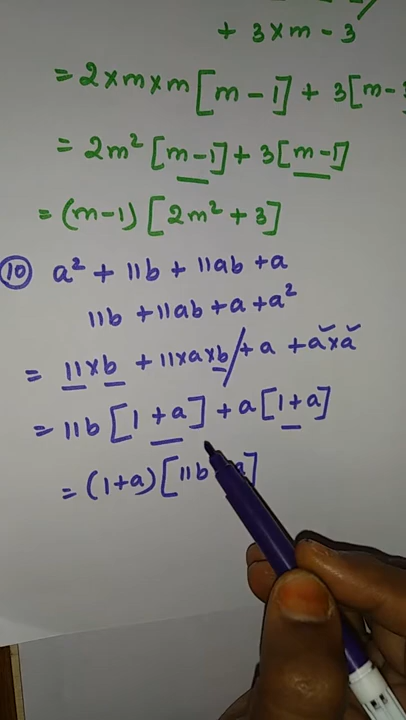 + 3 × m - 3
= 2 × m × m [m - 1] + 3[m -
= 2m² [m-1] + 3[m-1]
= (m-1) [2m² + 3]
(10) a² + 11b + 11ab + a
11b + 11ab + a + a²
= 11×b + 11×a×b / + a + a×a
= 11b [1 + a] + a [1 + a]
= (1+a) [11b a]